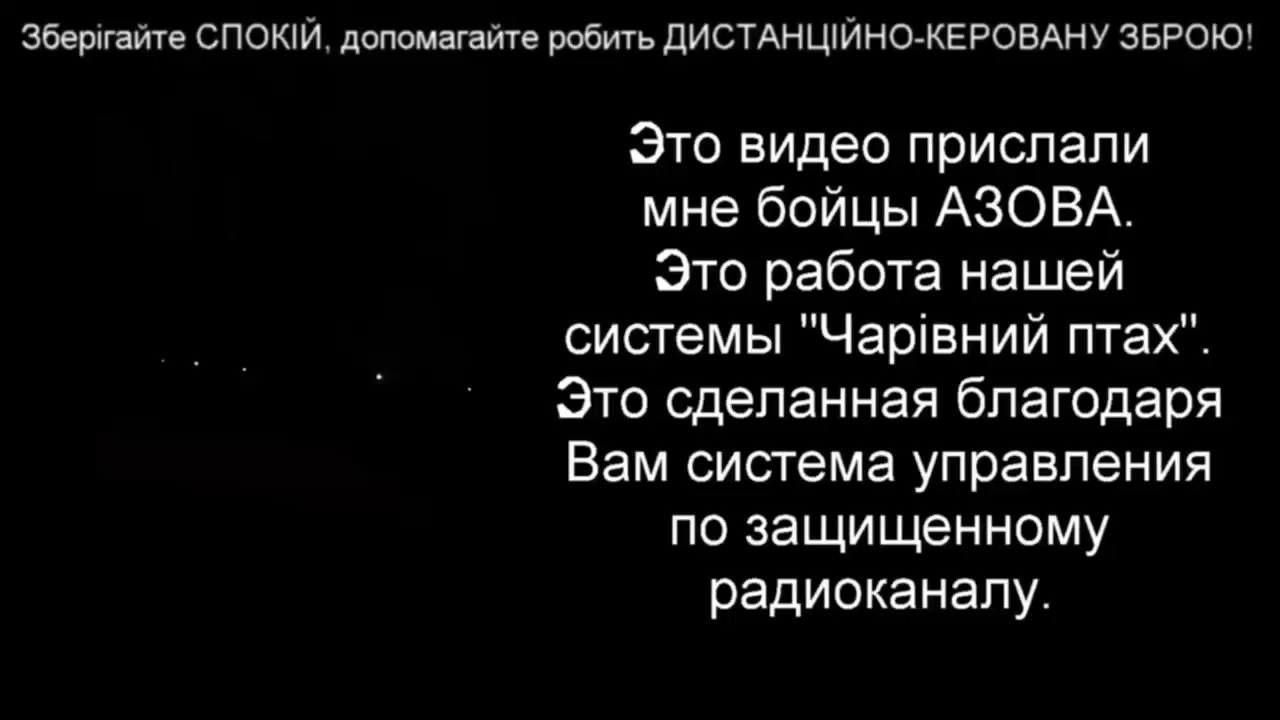 Зберігайте СПОКІЙ, допомагайте робить ДИСТАНЦІЙНО-КЕРОВАНУ ЗБРОЮ!
Это видео прислали
мне бойцы АЗОВА.
Это работа нашей
системы "Чарівний птах".
Это сделанная благодаря
Вам система управления
по защищенному
радиоканалу.